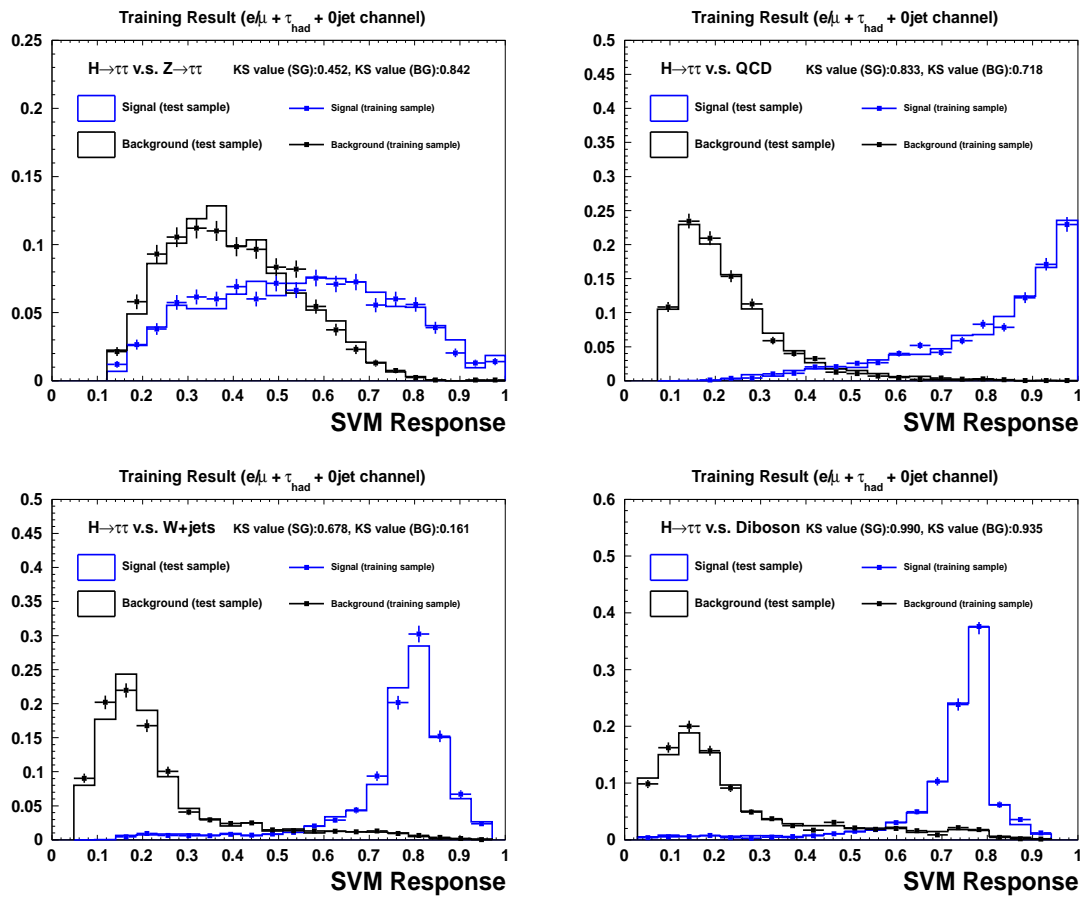 Training Result (e/μ + τhad + 0jet channel)
0.25
0.2
0.15
0.1
0.05
0
H→ττ v.s. Z→ττ KS value (SG):0.452, KS value (BG):0.842
Signal (test sample) Signal (training sample)
Background (test sample) Background (training sample)
0 0.1 0.2 0.3 0.4 0.5 0.6 0.7 0.8 0.9 1
SVM Response
Training Result (e/μ + τhad + 0jet channel)
0.5
0.45
0.4
0.35
0.3
0.25
0.2
0.15
0.1
0.05
0
H→ττ v.s. QCD KS value (SG):0.833, KS value (BG):0.718
Signal (test sample) Signal (training sample)
Background (test sample) Background (training sample)
0 0.1 0.2 0.3 0.4 0.5 0.6 0.7 0.8 0.9 1
SVM Response
Training Result (e/μ + τhad + 0jet channel)
0.5
0.45
0.4
0.35
0.3
0.25
0.2
0.15
0.1
0.05
0
H→ττ v.s. W+jets KS value (SG):0.678, KS value (BG):0.161
Signal (test sample) Signal (training sample)
Background (test sample) Background (training sample)
0 0.1 0.2 0.3 0.4 0.5 0.6 0.7 0.8 0.9 1
SVM Response
Training Result (e/μ + τhad + 0jet channel)
0.6
0.5
0.4
0.3
0.2
0.1
0
H→ττ v.s. Diboson KS value (SG):0.990, KS value (BG):0.935
Signal (test sample) Signal (training sample)
Background (test sample) Background (training sample)
0 0.1 0.2 0.3 0.4 0.5 0.6 0.7 0.8 0.9 1
SVM Response